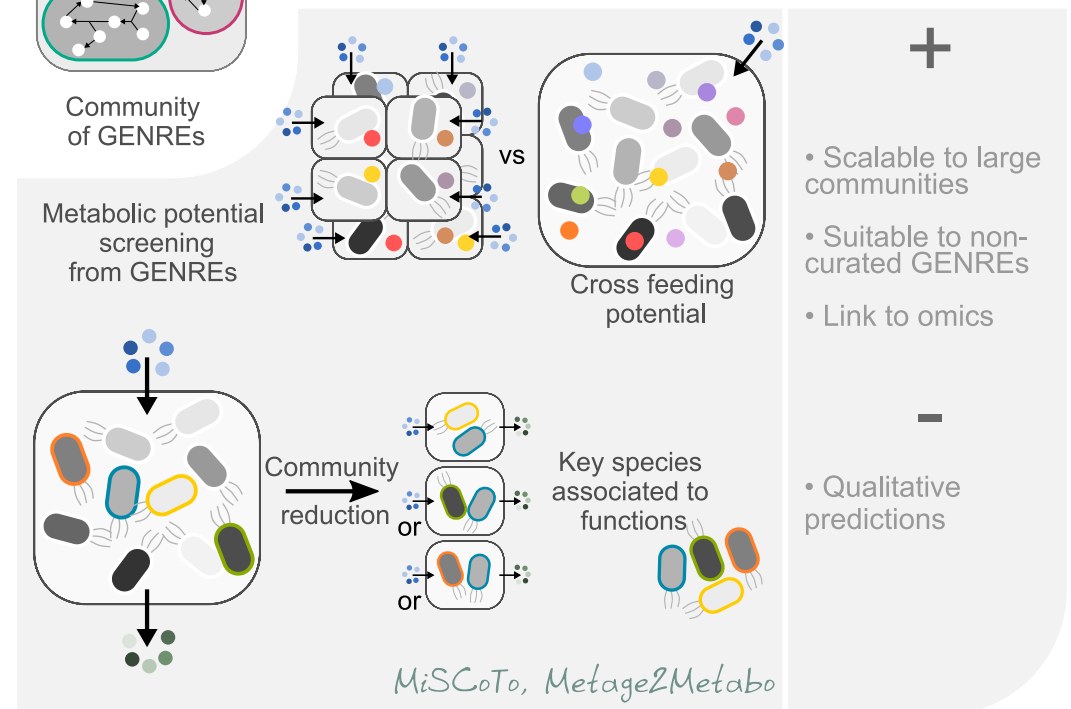 Community
of GENREs
Metabolic potential
screening
from GENREs
vs
Cross feeding
potential
Community
reduction
or
or
Key species
associated to
functions
MiSCoTo, Metage2Metabo
+
• Scalable to large
communities
• Suitable to non-
curated GENREs
• Link to omics
-
• Qualitative
predictions